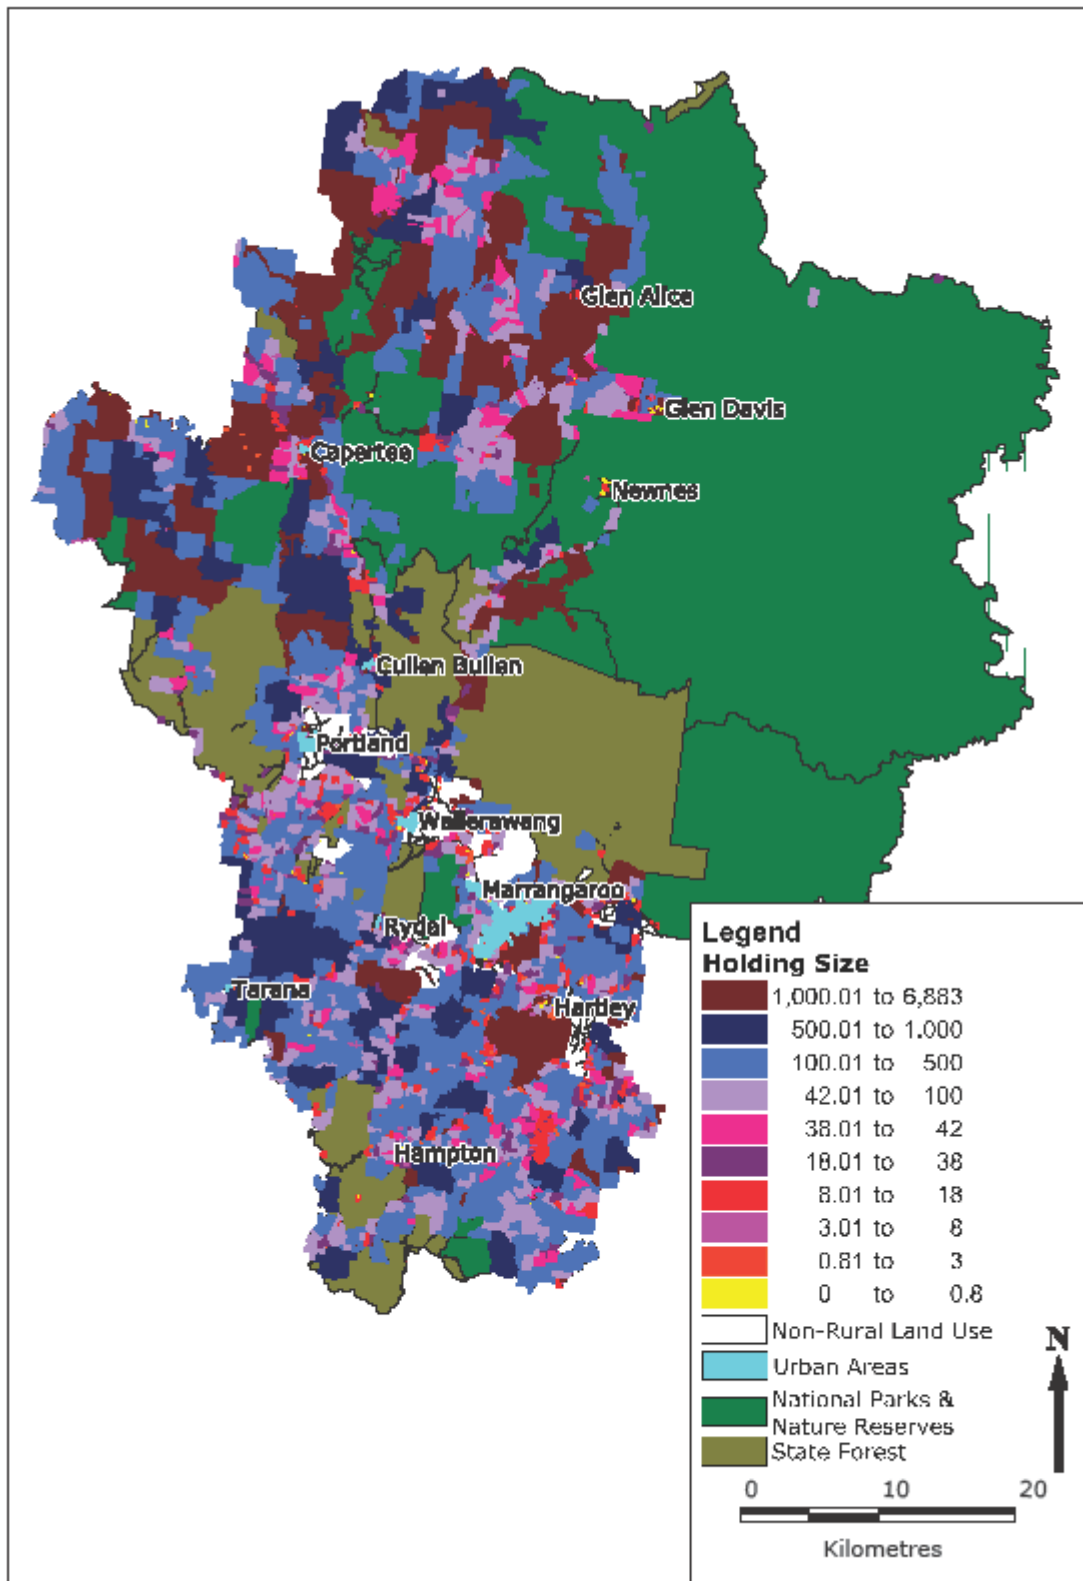 Glen Alice
Glen Davis
Capertee
Newnes
Cullen Bullen
Portland
Wallerawang
Marrangaroo
Rydal
Tarana
Hartley
Hampton
Legend
Holding Size
1,000.01 to 6,883
500.01 to 1.000
100.01 to 500
42.01 to 100
38.01 to 42
18.01 to 38
8.01 to 18
3.01 to 8
0.81 to 3
0 to 0.8
Non-Rural Land Use
Urban Areas
National Parks &
Nature Reserves
State Forest
N
0 10 20
Kilometres